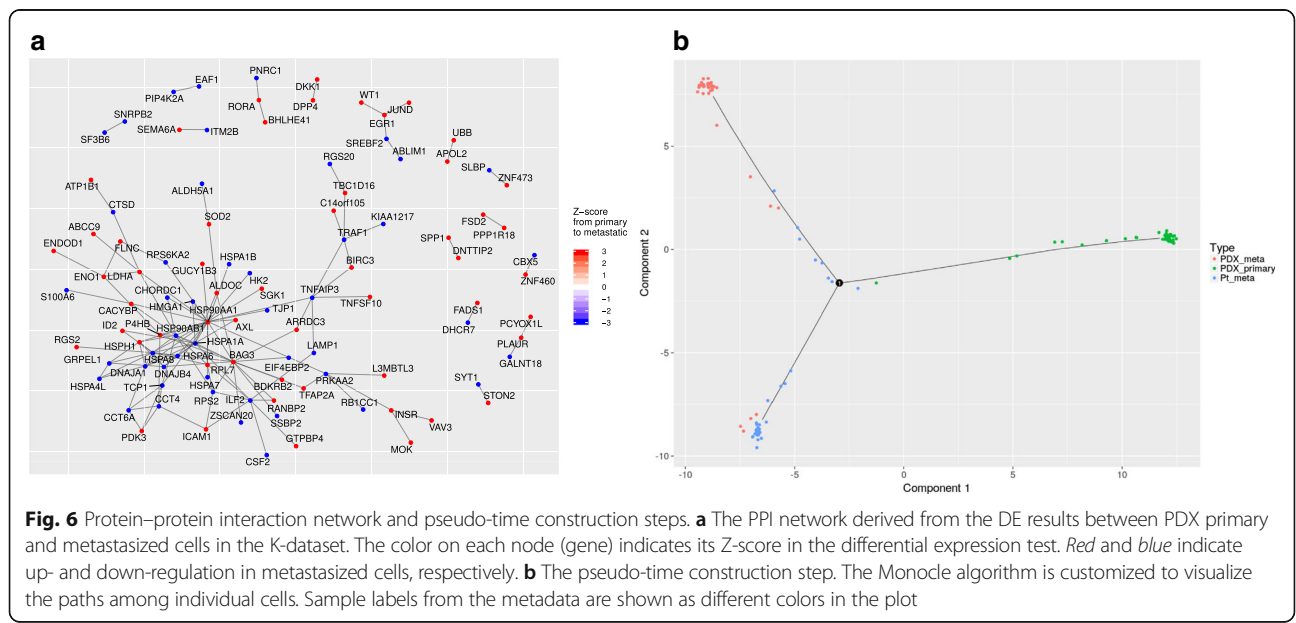 a
PNRC1
EAF1
DKK1
PIP4K2A
WT1
RORA
DPP4
JUND
SNRPB2
BHLHE41
EGR1
SEMA6A
ITM2B
UBB
SF3B6
SREBF2
ABLIM1
APOL2
RGS20
SLBP
ZNF473
ATP1B1
ALDH5A1
TBC1D16
CTSD
C14orf105
SOD2
KIAA1217
FSD2
ABCC9
TRAF1
PPP1R18
ENDOD1
FLNC
SPP1
RPS6KA2
HSPA1B
DNTTIP2
GUCY1B3
BIRC3
CBX5
ENO1
LDHA
HK2
ZNF460
ALDOC
S100A6
CHORDC1
SGK1
TNFAIP3
HMGA1
TNFSF10
FADS1
CACYBP
HSP90AA1
TJP1
ID2
P4HB
ARRDC3
DHCR7
PCYOX1L
HSP90AB1
AXL
RGS2
HSPH1
HSPA1A
LAMP1
PLAUR
GRPEL1
HSPA8
HSPA6
BAG3
GALNT18
DNAJA1
DNAJB4
RPL7
EIF4EBP2
L3MBTL3
HSPA4L
TCP1
HSPA7
BDKRB2
PRKAA2
SYT1
CCT4
RPS2
ILF2
TFAP2A
STON2
CCT6A
ZSCAN20
RANBP2
RB1CC1
INSR
SSBP2
VAV3
PDK3
ICAM1
GTPBP4
MOK
CSF2
Z-score
from primary
to metastatic
3
2
1
0
−1
−2
−3
b
5
0
-5
-10
Component 2
-10
-5
0
5
10
Component 1
1
Type
PDX_meta
PDX_primary
Pt_meta
Fig. 6 Protein–protein interaction network and pseudo-time construction steps. a The PPI network derived from the DE results between PDX primary
and metastasized cells in the K-dataset. The color on each node (gene) indicates its Z-score in the differential expression test. Red and blue indicate
up- and down-regulation in metastasized cells, respectively. b The pseudo-time construction step. The Monocle algorithm is customized to visualize
the paths among individual cells. Sample labels from the metadata are shown as different colors in the plot